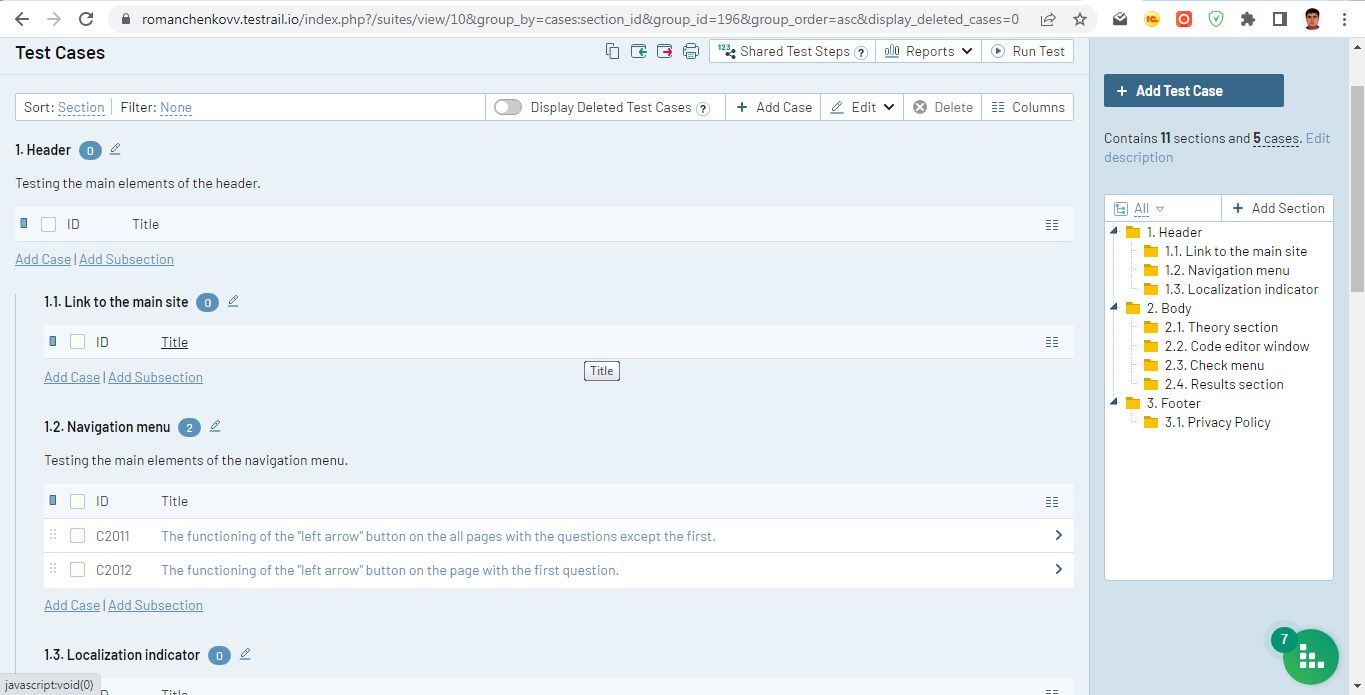 romanchenkovv.testrail.io/index.php?/suites/view/10&group_by=cases:section_id&group_id=196&group_order=asc&display_deleted_cases=0
Test Cases
123 Shared Test Steps ? Reports Run Test
Sort: Section Filter: None Display Deleted Test Cases ? + Add Case Edit Delete Columns
1. Header 0
Testing the main elements of the header.
ID Title
Add Case | Add Subsection
1.1. Link to the main site 0
ID Title
Title
Add Case | Add Subsection
1.2. Navigation menu 2
Testing the main elements of the navigation menu.
ID Title
C2011 The functioning of the "left arrow" button on the all pages with the questions except the first.
C2012 The functioning of the "left arrow" button on the page with the first question.
Add Case | Add Subsection
1.3. Localization indicator 0
Title
javascript:void(0)
+ Add Test Case
Contains 11 sections and 5 cases. Edit
description
All + Add Section
1. Header
1.1. Link to the main site
1.2. Navigation menu
1.3. Localization indicator
2. Body
2.1. Theory section
2.2. Code editor window
2.3. Check menu
2.4. Results section
3. Footer
3.1. Privacy Policy
7